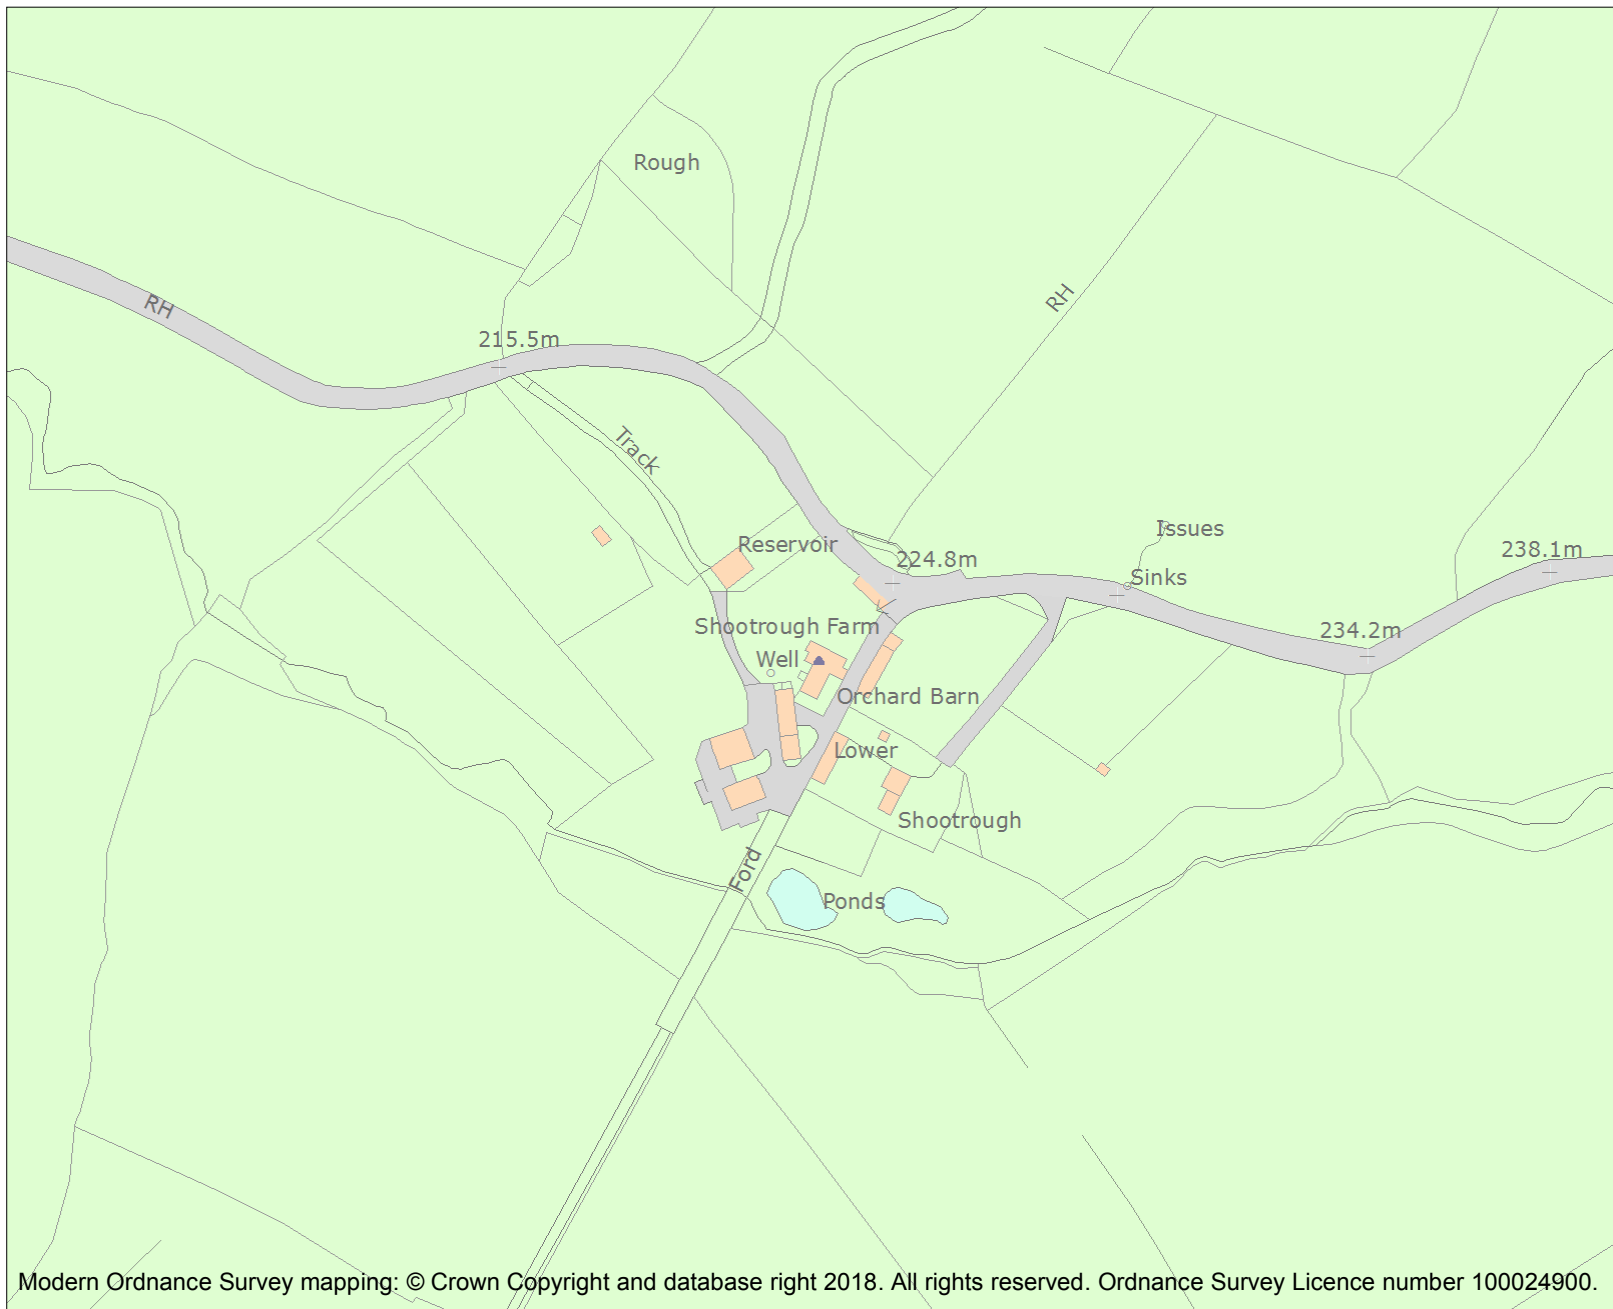 Rough
RH
RH
215.5m
Track
Issues
Reservoir
224.8m
238.1m
Sinks
Shootrough Farm
234.2m
Well
Orchard Barn
Lower
Shootrough
Ford
Ponds
Modern Ordnance Survey mapping: © Crown Copyright and database right 2018. All rights reserved. Ordnance Survey Licence number 100024900.